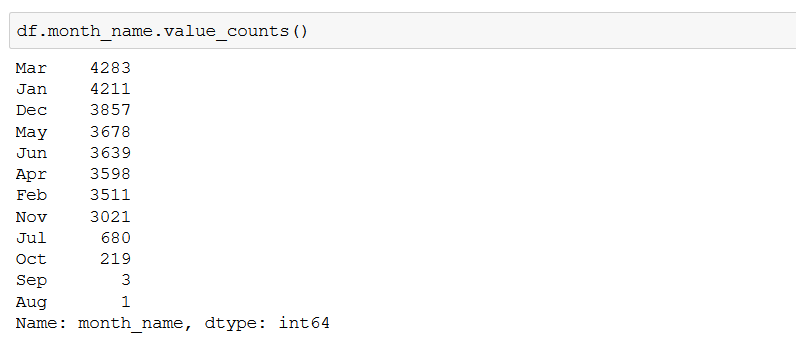 df.month_name.value_counts()
Mar    4283
Jan    4211
Dec    3857
May    3678
Jun    3639
Apr    3598
Feb    3511
Nov    3021
Jul     680
Oct     219
Sep       3
Aug       1
Name: month_name, dtype: int64